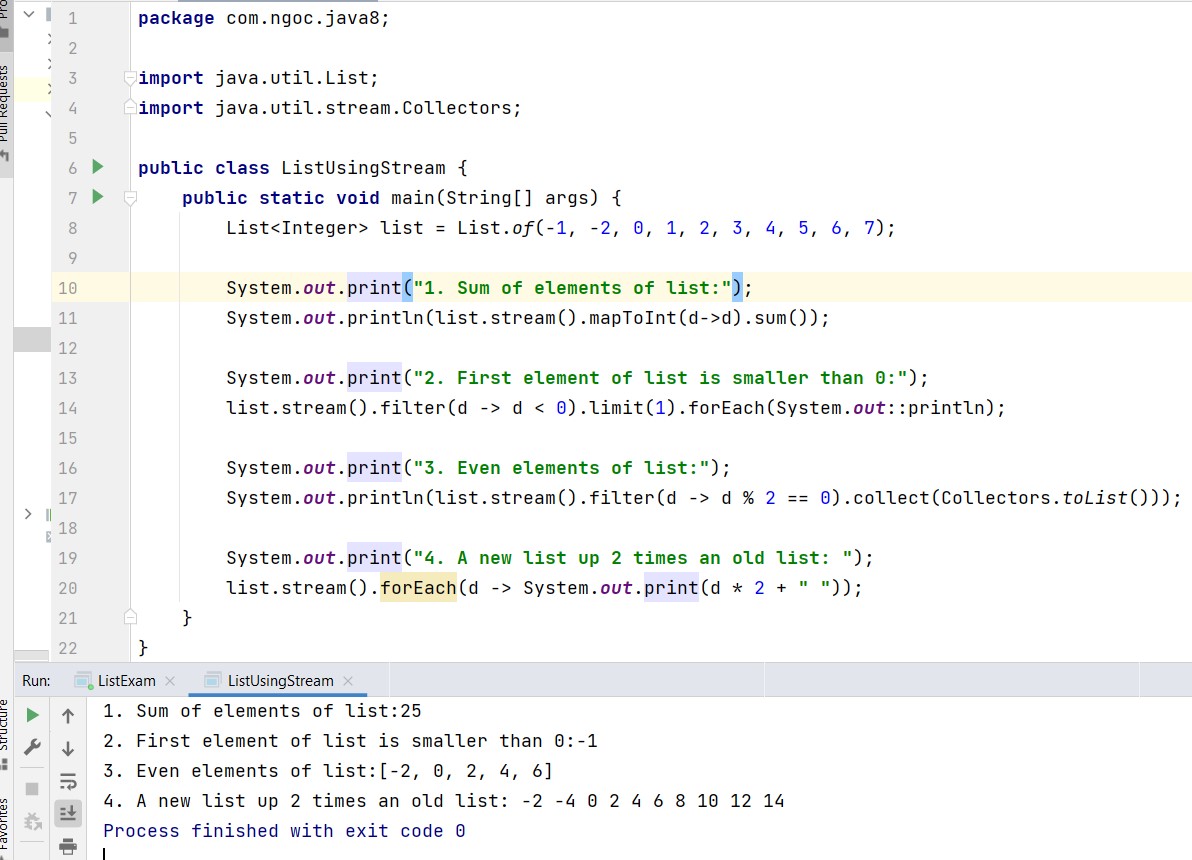 Pull Requests
1 package com.ngoc.java8;
2
3 import java.util.List;
4 import java.util.stream.Collectors;
5
6 public class ListUsingStream {
7 public static void main(String[] args) {
8 List<Integer> list = List.of(-1, -2, 0, 1, 2, 3, 4, 5, 6, 7);
9
10 System.out.print("1. Sum of elements of list:");
11 System.out.println(list.stream().mapToInt(d->d).sum());
12
13 System.out.print("2. First element of list is smaller than 0:");
14 list.stream().filter(d -> d < 0).limit(1).forEach(System.out::println);
15
16 System.out.print("3. Even elements of list:");
17 System.out.println(list.stream().filter(d -> d % 2 == 0).collect(Collectors.toList()));
18
19 System.out.print("4. A new list up 2 times an old list: ");
20 list.stream().forEach(d -> System.out.print(d * 2 + " "));
21 }
22 }
Run: ListExam ListUsingStream
Structure
Favorites
1. Sum of elements of list:25
2. First element of list is smaller than 0:-1
3. Even elements of list:[-2, 0, 2, 4, 6]
4. A new list up 2 times an old list: -2 -4 0 2 4 6 8 10 12 14
Process finished with exit code 0